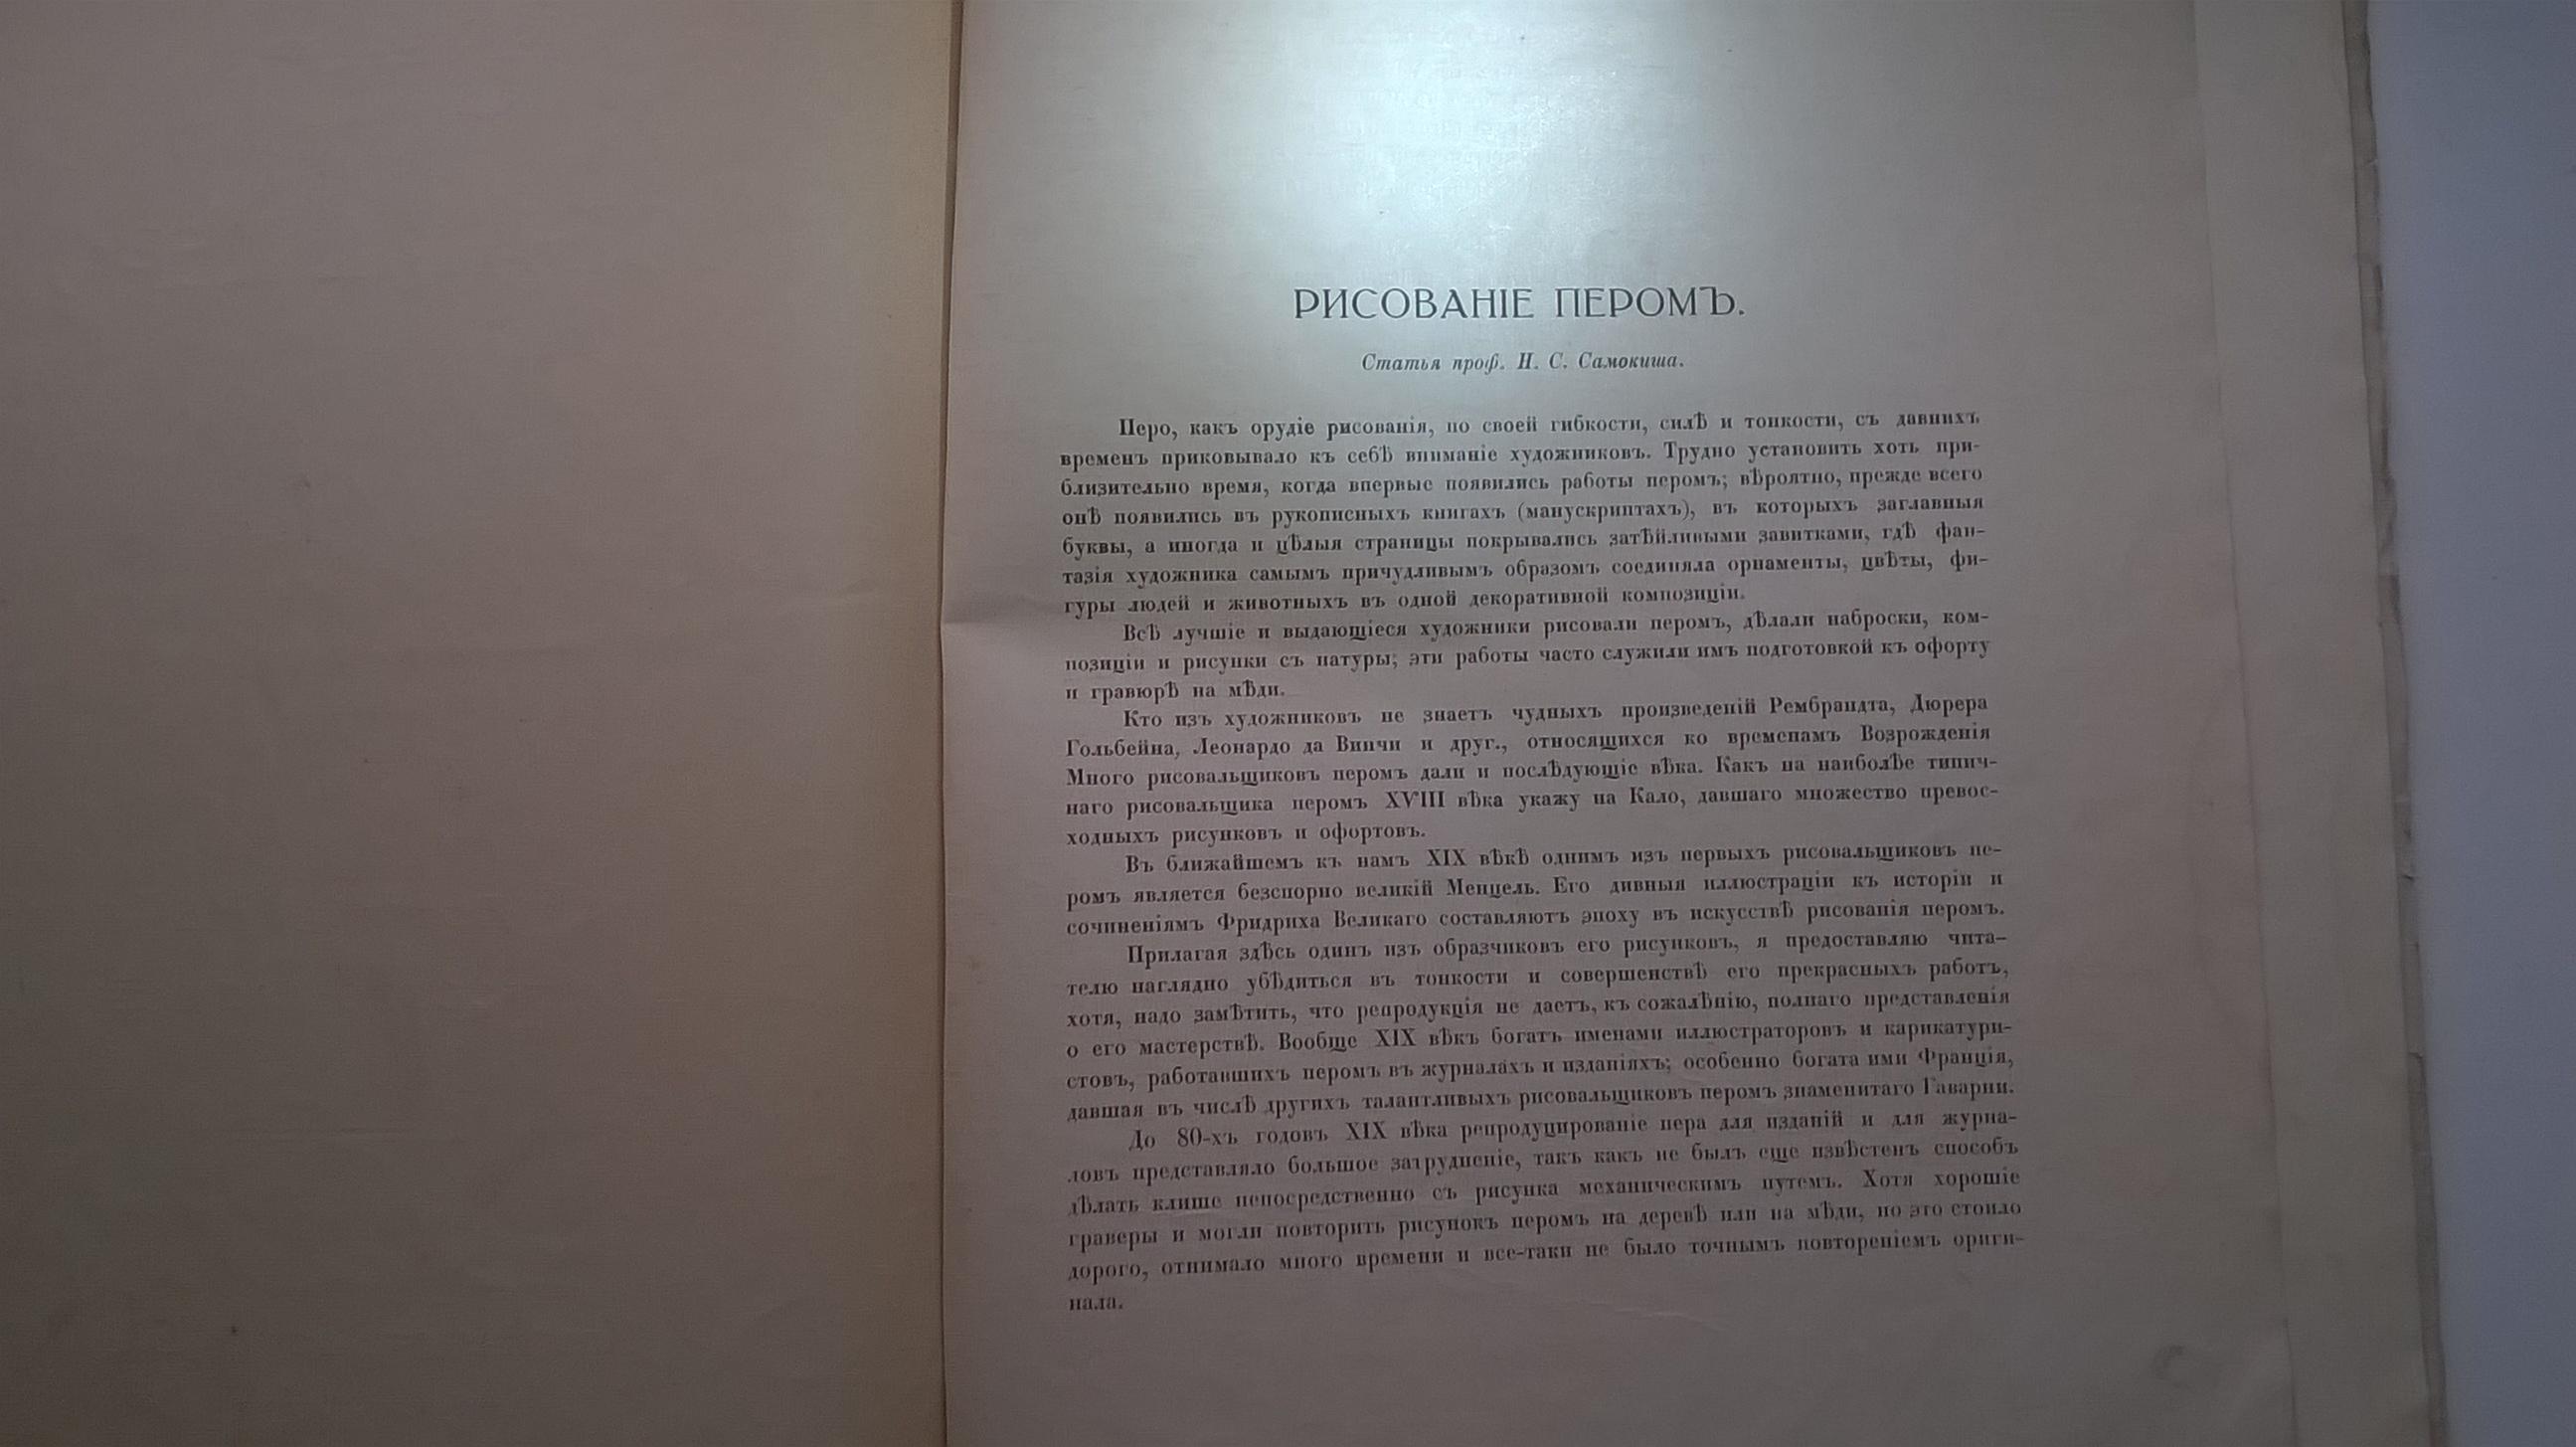 РИСОВАНІЕ ПЕРОМЪ.
Статья проф. Н. С. Самокиша.
Перо, какъ орудіе рисованія, по своей гибкости, силѣ и тонкости, съ давнихъ
временъ приковывало къ себѣ вниманіе художниковъ. Трудно установить хоть при-
близительно время, когда впервые появились работы перомъ; вѣроятно, прежде всего
онѣ появились въ рукописныхъ книгахъ (манускриптахъ), въ которыхъ заглавныя
буквы, а иногда и цѣлыя страницы покрывались затѣйливыми завитками, гдѣ фан-
тазія художника самымъ причудливымъ образомъ соединяла орнаменты, цвѣты, фи-
гуры людей и животныхъ въ одной декоративной композиціи.
Всѣ лучшіе и выдающіеся художники рисовали перомъ, дѣлали наброски, ком-
позиціи и рисунки съ натуры; эти работы часто служили имъ подготовкой къ офорту
и гравюрѣ на мѣди.
Кто изъ художниковъ не знаетъ чудныхъ произведеній Рембрандта, Дюрера
Гольбейна, Леонардо да Винчи и друг., относящихся ко временамъ Возрожденія
Много рисовальщиковъ перомъ дали и послѣдующіе вѣка. Какъ на наиболѣе типич-
наго рисовальщика перомъ XVIII вѣка укажу на Кало, давшаго множество превос-
ходныхъ рисунковъ и офортовъ.
Въ ближайшемъ къ намъ XIX вѣкѣ однимъ изъ первыхъ рисовальщиковъ пе-
ромъ является безспорно великій Менцель. Его дивныя иллюстраціи къ исторіи и
сочиненіямъ Фридриха Великаго составляютъ эпоху въ искусствѣ рисованія перомъ.
Прилагая здѣсь одинъ изъ образчиковъ его рисунковъ, я предоставляю чита-
телю наглядно убѣдиться въ тонкости и совершенствѣ его прекрасныхъ работъ,
хотя, надо замѣтить, что репродукція не даетъ, къ сожалѣнію, полнаго представленія
о его мастерствѣ. Вообще XIX вѣкъ богатъ именами иллюстраторовъ и карикатури-
стовъ, работавшихъ перомъ въ журналахъ и изданіяхъ; особенно богата ими Франція,
давшая въ числѣ другихъ талантливыхъ рисовальщиковъ перомъ знаменитаго Гаварни.
До 80-хъ годовъ XIX вѣка репродуцированіе пера для изданій и для журна-
ловъ представляло большое затрудненіе, такъ какъ не былъ еще извѣстенъ способъ
дѣлать клише непосредственно съ рисунка механическимъ путемъ. Хотя хорошіе
граверы и могли повторить рисунокъ перомъ на деревѣ или на мѣди, но это стоило
дорого, отнимало много времени и все-таки не было точнымъ повтореніемъ ориги-
нала.